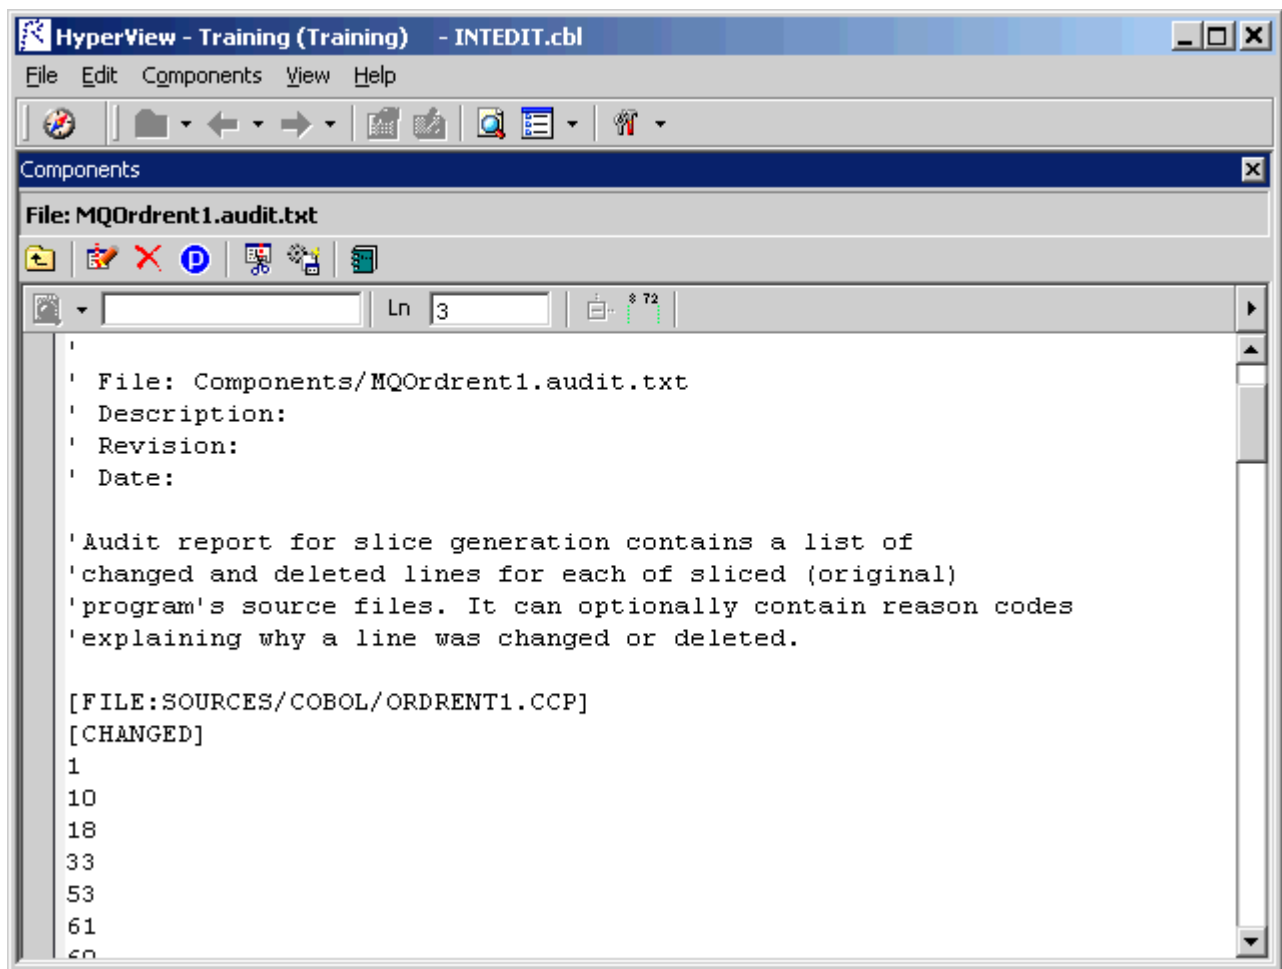 HyperView - Training (Training) - INTEDIT.cbl
File Edit Components View Help
Components
File: MQOrdrent1.audit.txt
Ln 3 8 72
'
' File: Components/MQOrdrent1.audit.txt
' Description:
' Revision:
' Date:
'Audit report for slice generation contains a list of
'changed and deleted lines for each of sliced (original)
'program's source files. It can optionally contain reason codes
'explaining why a line was changed or deleted.
[FILE:SOURCES/COBOL/ORDRENT1.CCP]
[CHANGED]
1
10
18
33
53
61